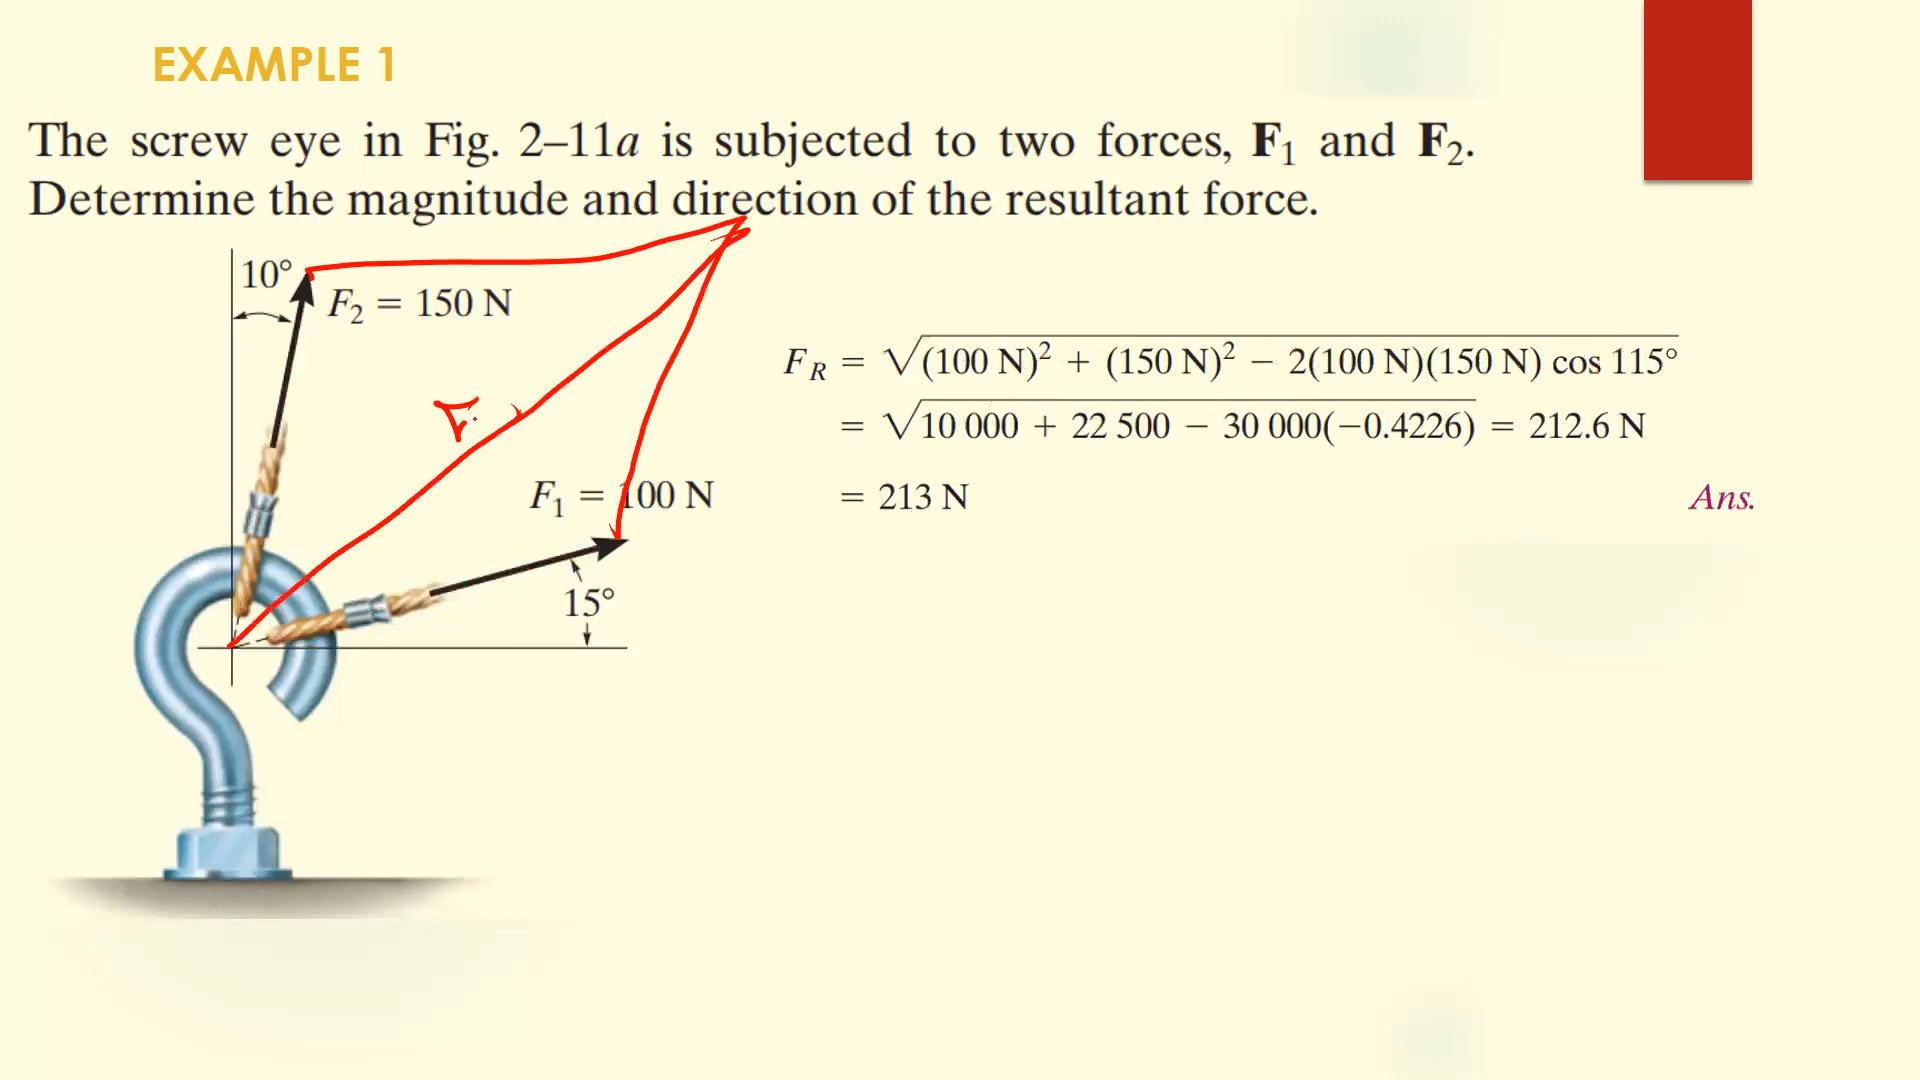 EXAMPLE 1
The screw eye in Fig. 2–11a is subjected to two forces, F₁ and F₂.
Determine the magnitude and direction of the resultant force.
10°
F₂ = 150 N
F₁ = 100 N
15°
F_R = √(100 N)² + (150 N)² − 2(100 N)(150 N) cos 115°
= √10 000 + 22 500 − 30 000(−0.4226) = 212.6 N
= 213 N Ans.